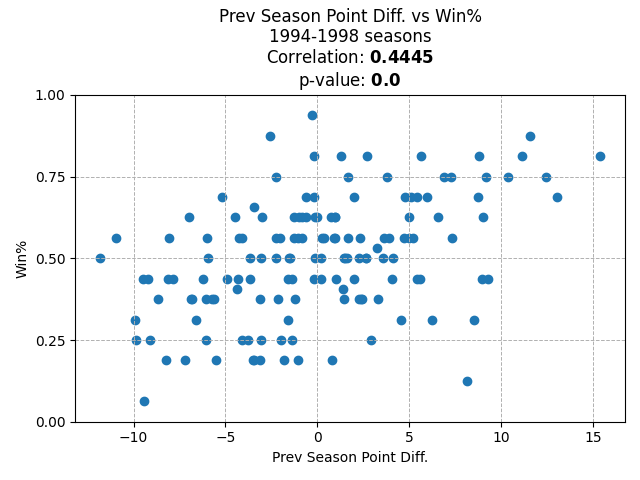 Prev Season Point Diff. vs Win%
1994-1998 seasons
Correlation: 0.4445
p-value: 0.0
1.00
0.75
0.50
0.25
0.00
Win%
−10
−5
0
5
10
15
Prev Season Point Diff.